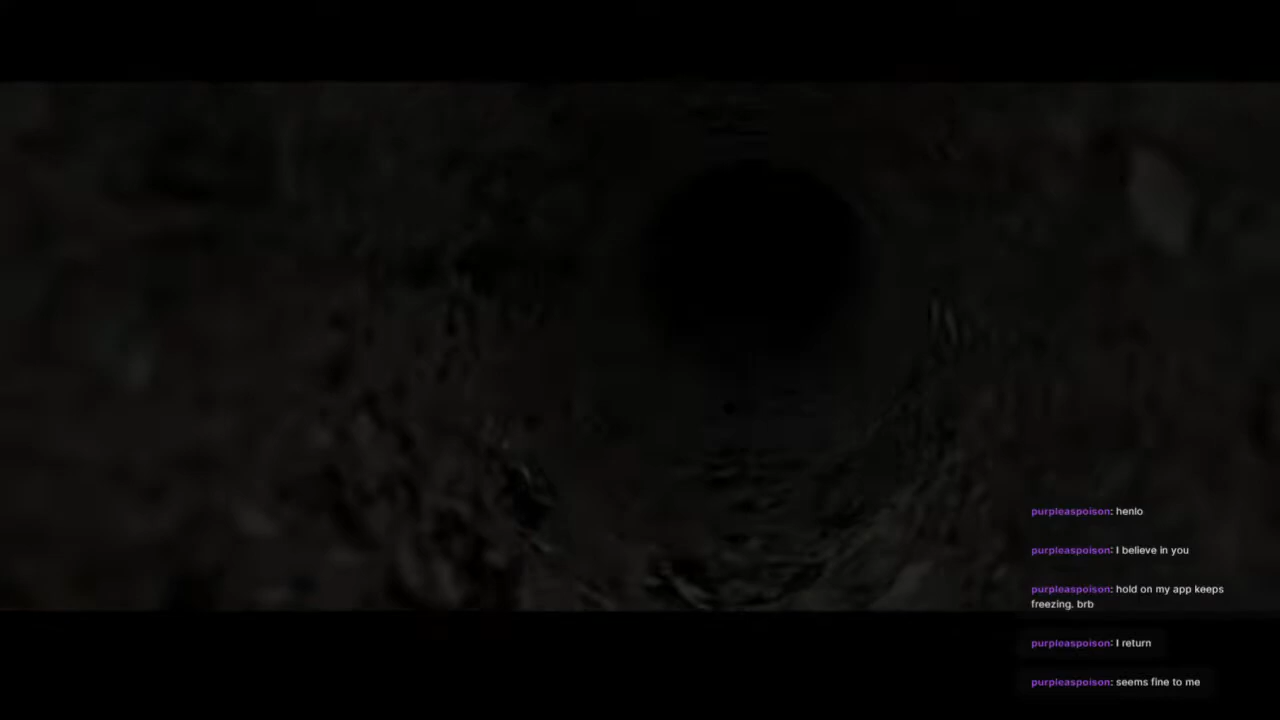 purpleaspoison: henlo
purpleaspoison: I believe in you
purpleaspoison: hold on my app keeps
freezing. brb
purpleaspoison: I return
purpleaspoison: seems fine to me